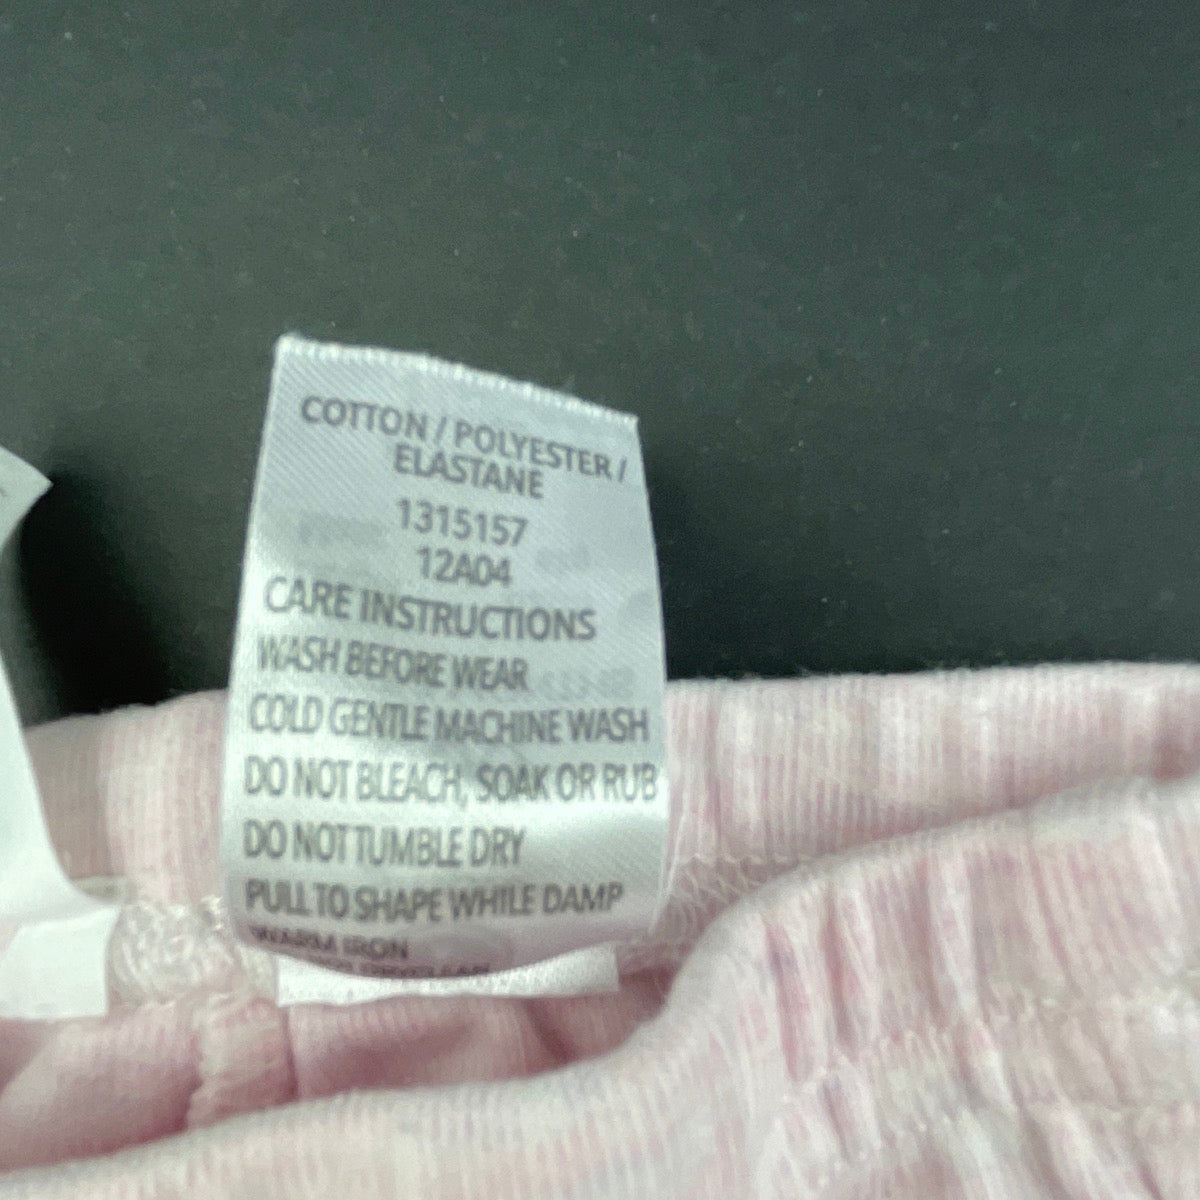 COTTON / POLYESTER /
ELASTANE
1315157
12A04
CARE INSTRUCTIONS
WASH BEFORE WEAR
COLD GENTLE MACHINE WASH
DO NOT BLEACH, SOAK OR RUB
DO NOT TUMBLE DRY
PULL TO SHAPE WHILE DAMP
WARM IRON